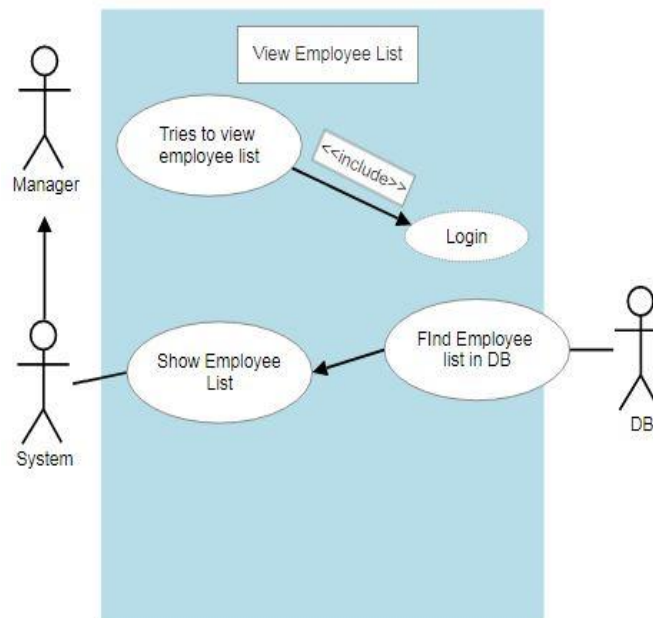 View Employee List
Tries to view
employee list
<<include>>
Manager
Login
FInd Employee
list in DB
Show Employee
List
DB
System